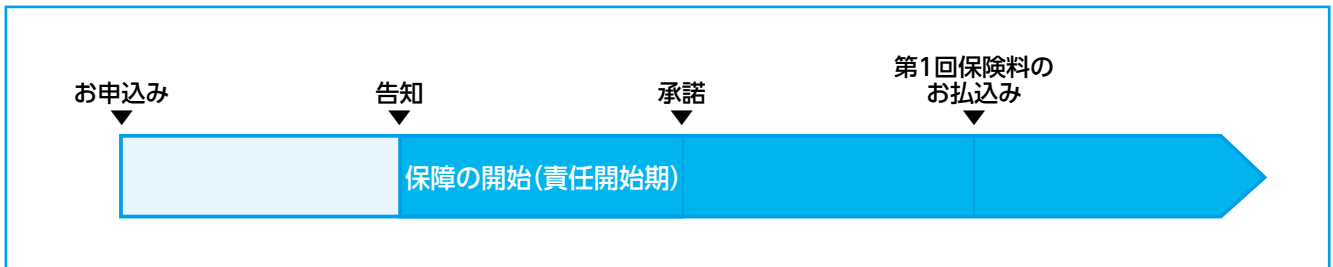 お申込み
告知
承諾
第1回保険料の
お払込み
保障の開始(責任開始期)